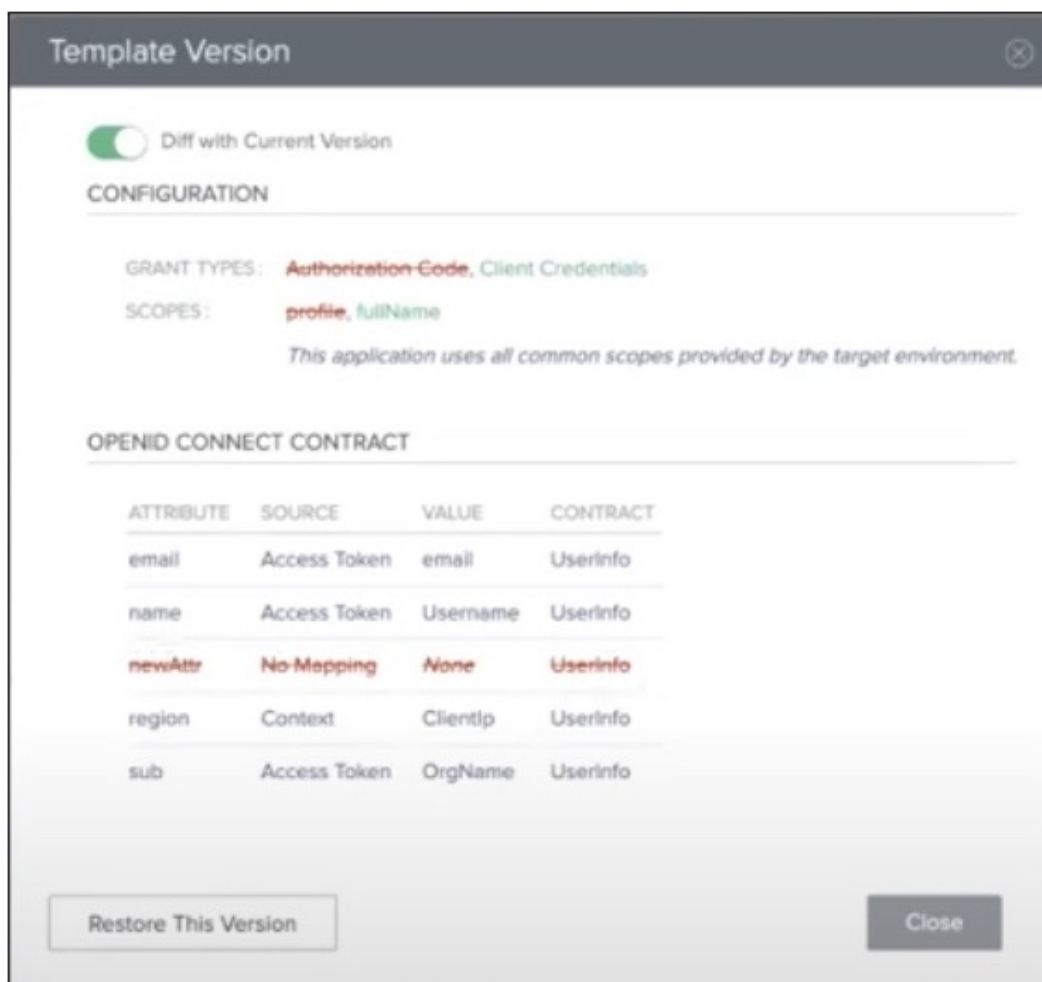 Template Version
Diff with Current Version
CONFIGURATION
GRANT TYPES: Authorization Code, Client Credentials
SCOPES: profile, fullName
This application uses all common scopes provided by the target environment.
OPENID CONNECT CONTRACT
ATTRIBUTE SOURCE VALUE CONTRACT
email Access Token email UserInfo
name Access Token Username UserInfo
newAttr No Mapping None UserInfo
region Context ClientIp UserInfo
sub Access Token OrgName UserInfo
Restore This Version Close